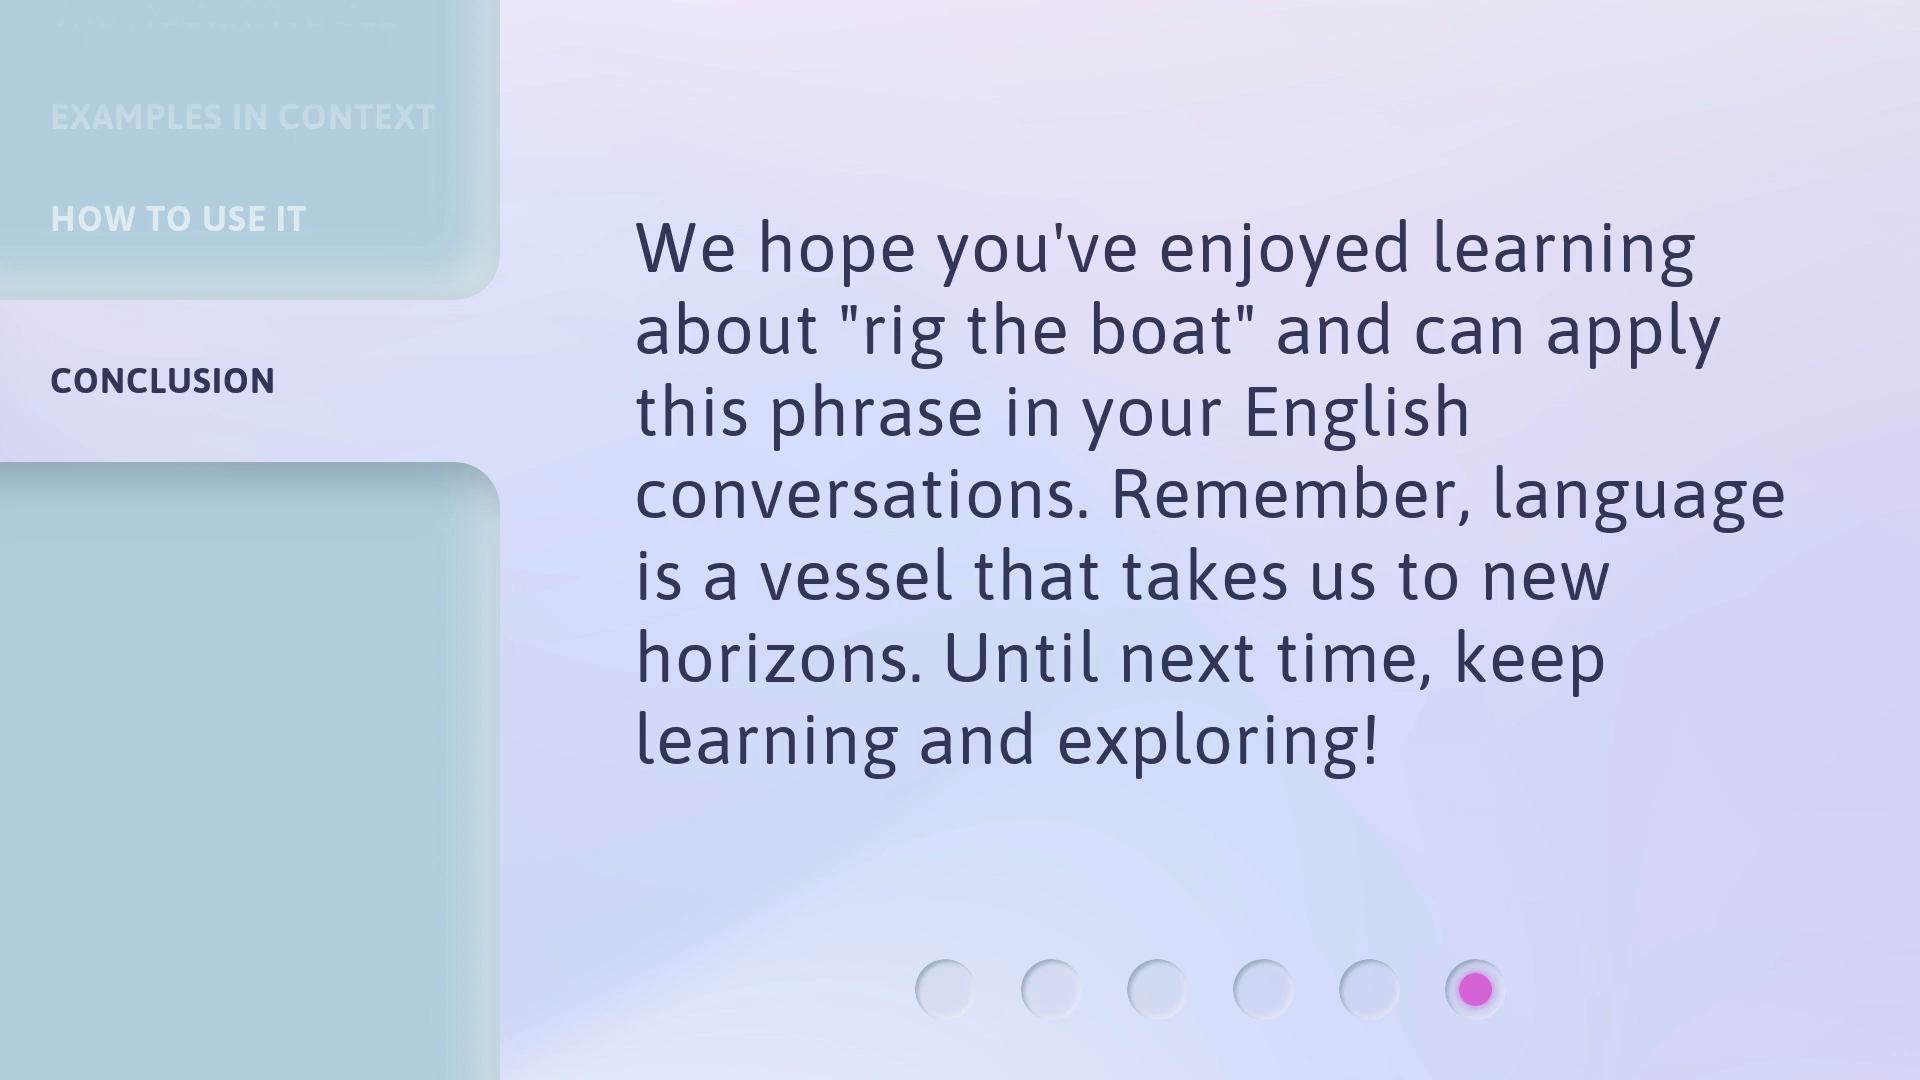 EXAMPLES IN CONTEXT
HOW TO USE IT
CONCLUSION
We hope you've enjoyed learning
about "rig the boat" and can apply
this phrase in your English
conversations. Remember, language
is a vessel that takes us to new
horizons. Until next time, keep
learning and exploring!